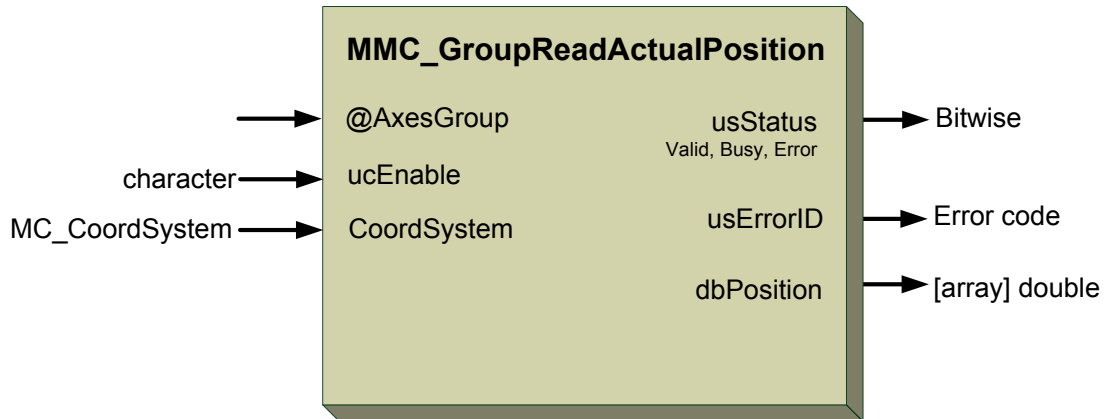 MMC_GroupReadActualPosition
@AxesGroup
usStatus
Bitwise
Valid, Busy, Error
character
ucEnable
MC_CoordSystem
CoordSystem
usErrorID
Error code
dbPosition
[array] double